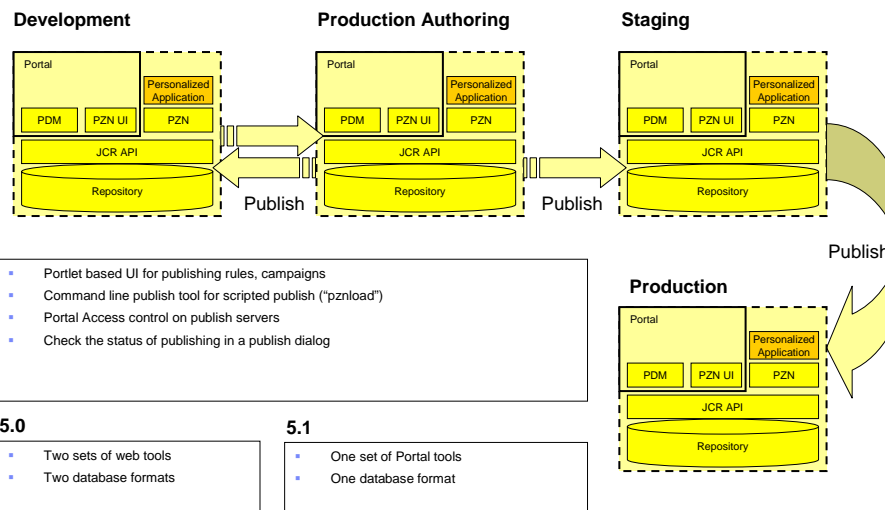 Development
Production Authoring
Staging
Portal
Personalized
Application
PDM
PZN UI
PZN
JCR API
Repository
Portal
Personalized
Application
PDM
PZN UI
PZN
JCR API
Repository
Portal
Personalized
Application
PDM
PZN UI
PZN
JCR API
Repository
Publish
Publish
Publish
Portlet based UI for publishing rules, campaigns
Command line publish tool for scripted publish (“pznload”)
Portal Access control on publish servers
Check the status of publishing in a publish dialog
Production
Portal
Personalized
Application
PDM
PZN UI
PZN
JCR API
Repository
5.0
Two sets of web tools
Two database formats
5.1
One set of Portal tools
One database format